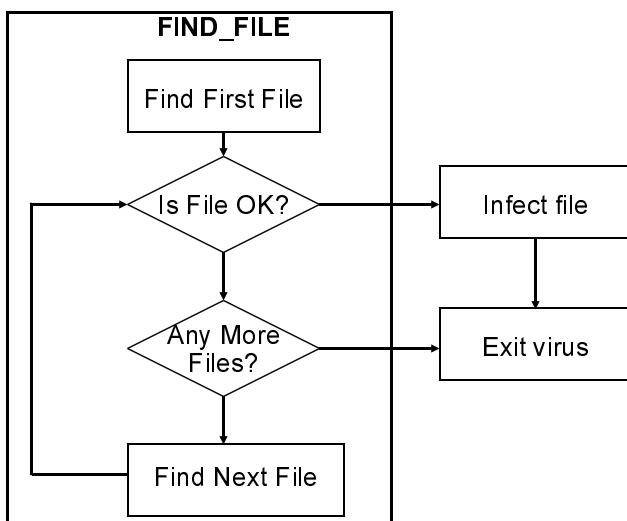 FIND_FILE
Find First File
Is File OK?
Infect file
Any More
Files?
Exit virus
Find Next File